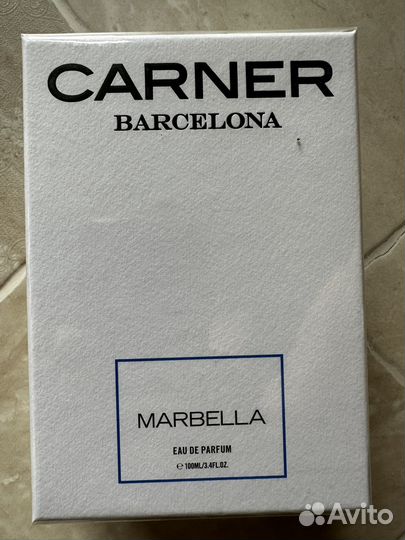 CARNER
BARCELONA
MARBELLA
EAU DE PARFUM
℮ 100ML/3.4FL.OZ.
Avito